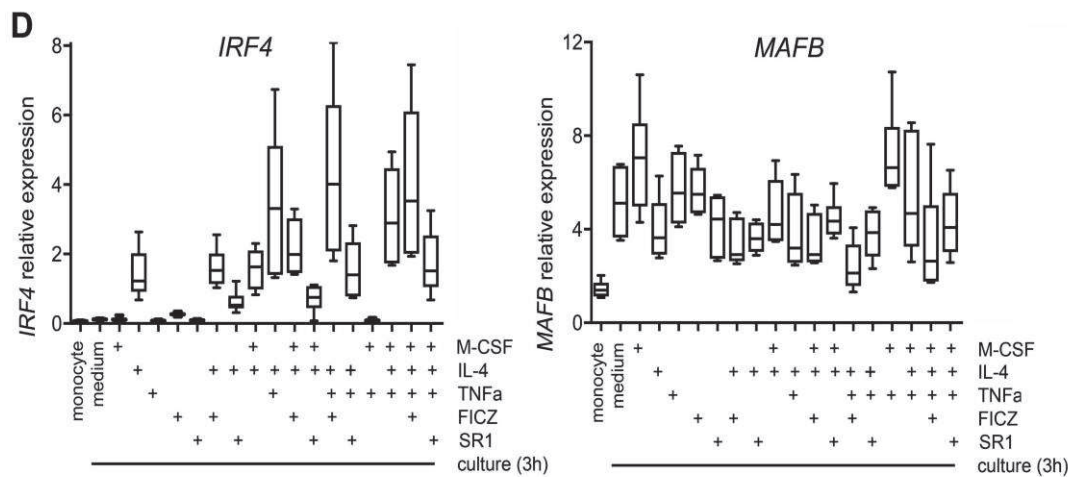 D
IRF4
IRF4 relative expression
8
6
4
2
0
monocyte
medium
+ + + + + + + + + M-CSF
+ + + + + + + + + + + + IL-4
+ + + + + + + + TNFa
+ + + + + FICZ
+ + + + + SR1
culture (3h)
MAFB
MAFB relative expression
12
8
4
0
monocyte
medium
+ + + + + + + + M-CSF
+ + + + + + + + + + + + IL-4
+ + + + + + + + TNFa
+ + + + + FICZ
+ + + + + SR1
culture (3h)